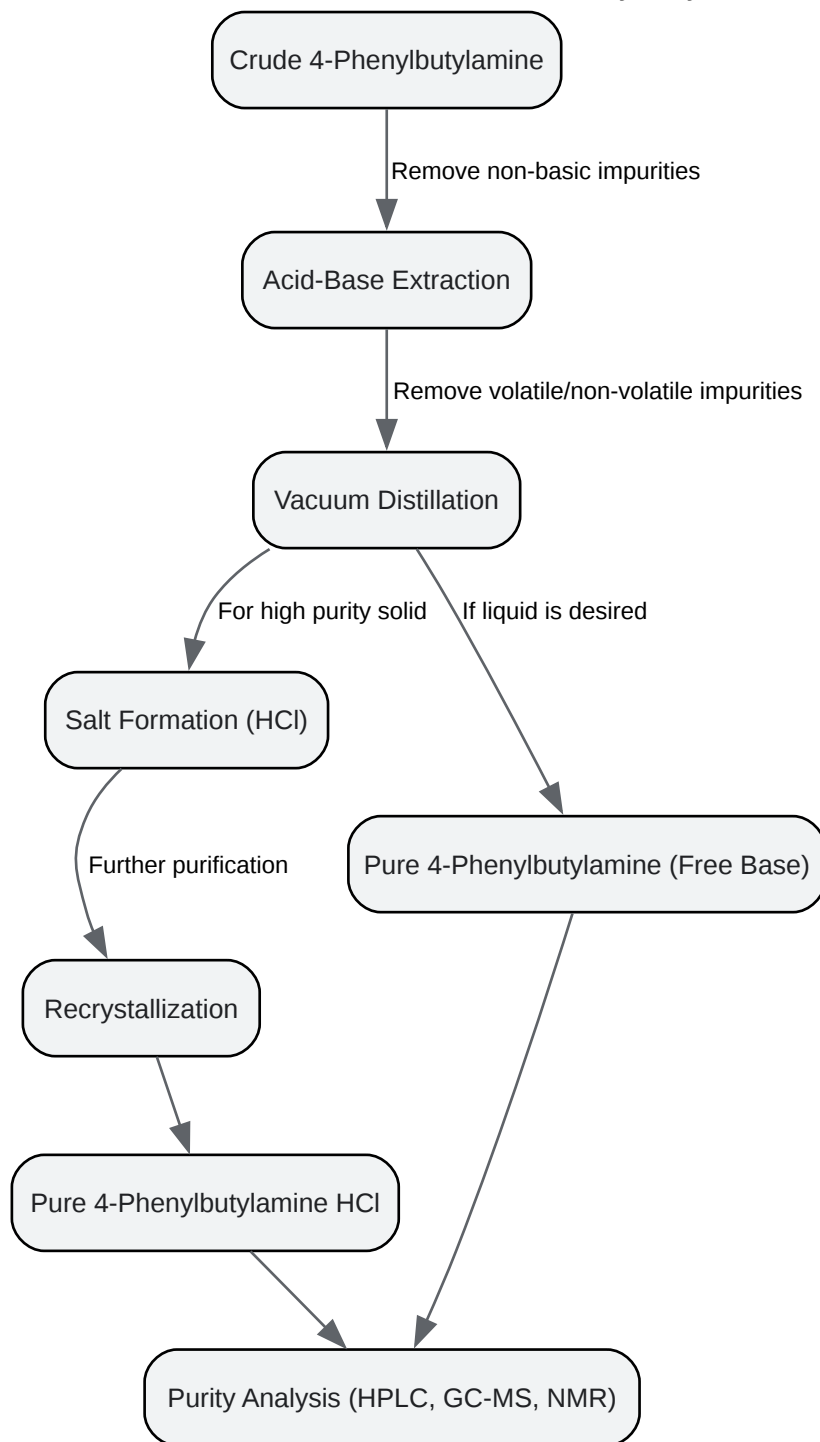 Crude 4-Phenylbutylamine
Remove non-basic impurities
Acid-Base Extraction
Remove volatile/non-volatile impurities
Vacuum Distillation
For high purity solid
If liquid is desired
Salt Formation (HCl)
Further purification
Pure 4-Phenylbutylamine (Free Base)
Recrystallization
Pure 4-Phenylbutylamine HCl
Purity Analysis (HPLC, GC-MS, NMR)